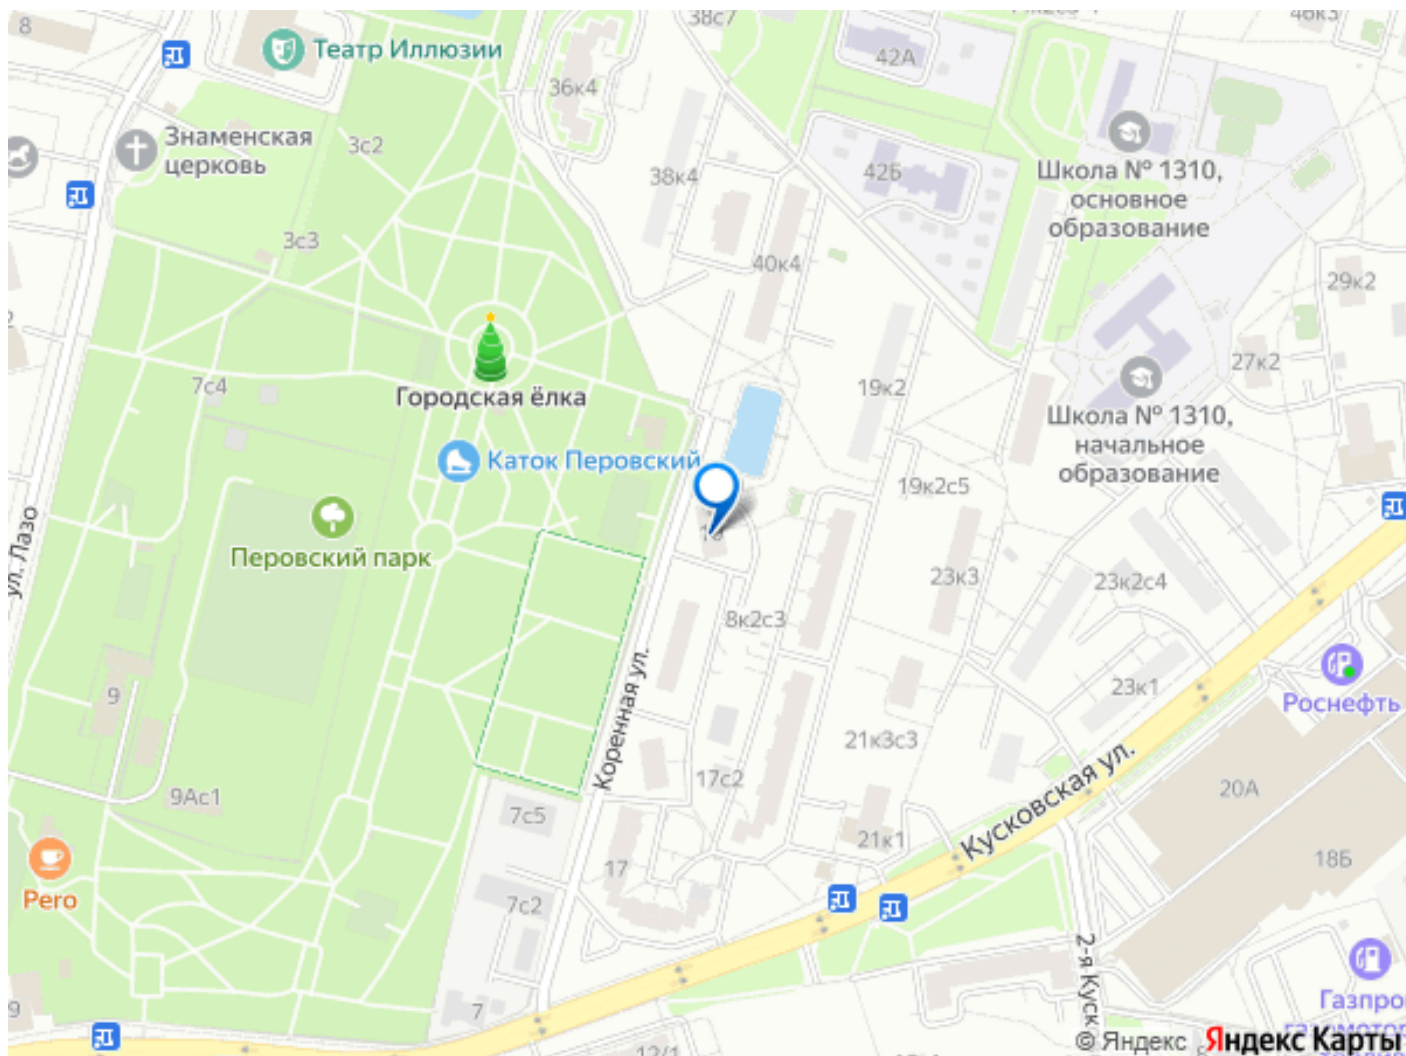 8
38с7
46к3
Театр Иллюзии
42А
36к4
Знаменская
церковь
3с2
38к4
42Б
Школа № 1310,
основное
образование
3с3
40к4
29к2
27к2
7с4
Городская ёлка
19к2
Школа № 1310,
начальное
образование
Каток Перовский
19к2с5
ул. Лазо
Перовский парк
23к3
23к2с4
8к2с3
Коренная ул.
9
23к1
Роснефть
21к3с3
17с2
Кусковская ул.
20А
9Ас1
7с5
21к1
18Б
17
Pero
7с2
2-я Куск
9
7
Газпро
12/1
© Яндекс Яндекс Карты